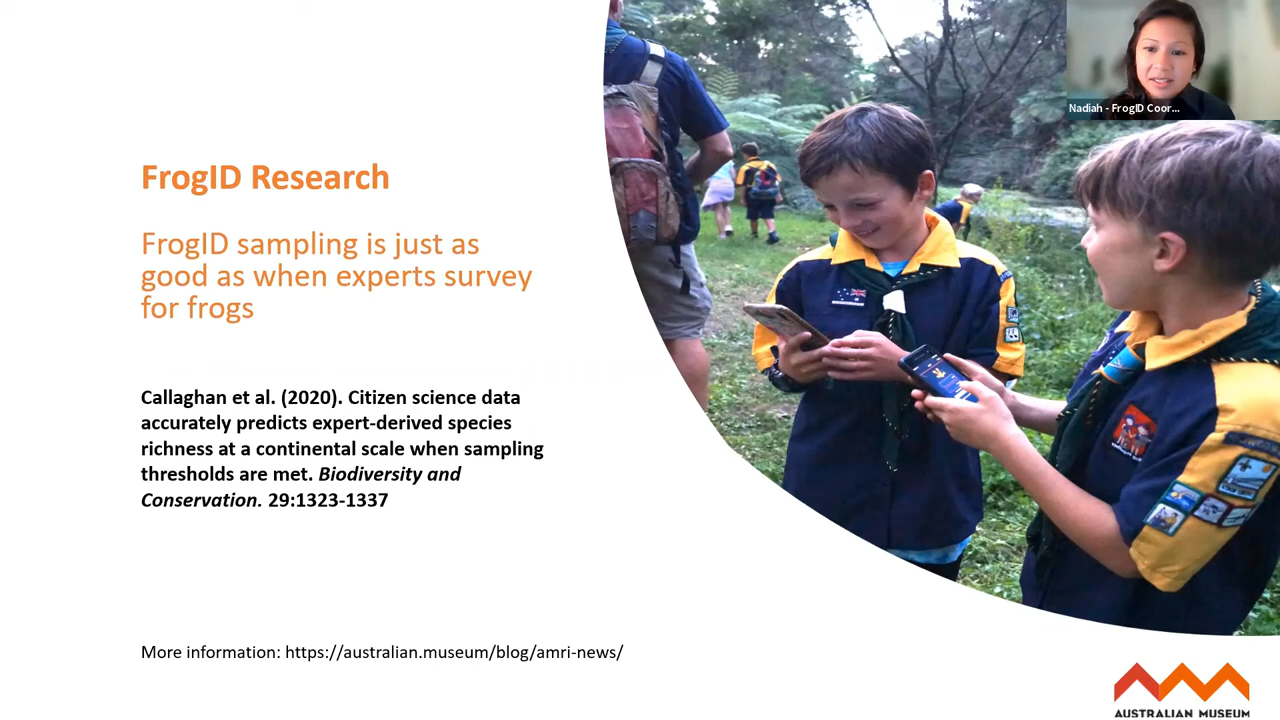 Nadiah - FrogID Coor...
FrogID Research
FrogID sampling is just as
good as when experts survey
for frogs
Callaghan et al. (2020). Citizen science data
accurately predicts expert-derived species
richness at a continental scale when sampling
thresholds are met. Biodiversity and
Conservation. 29:1323-1337
More information: https://australian.museum/blog/amri-news/
AUSTRALIAN MUSEUM